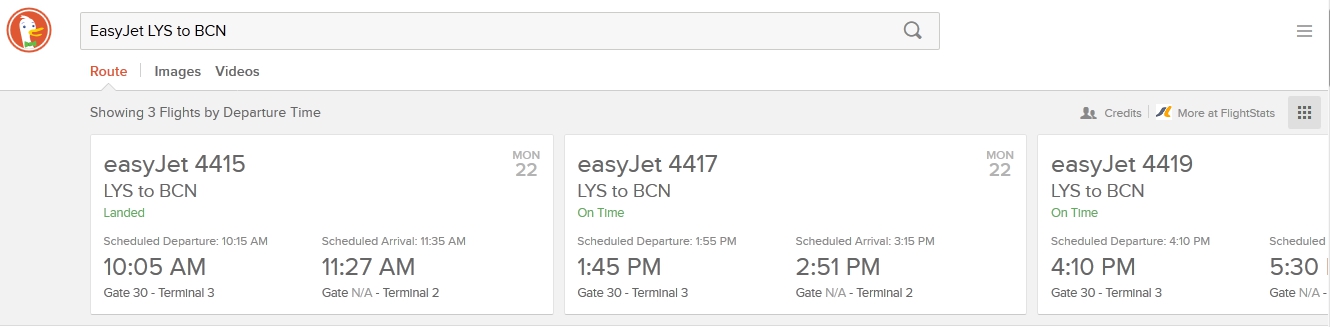 EasyJet LYS to BCN
Route Images Videos
Showing 3 Flights by Departure Time
Credits
More at FlightStats
easyJet 4415
MON
22
LYS to BCN
Landed
Scheduled Departure: 10:15 AM
Scheduled Arrival: 11:35 AM
10:05 AM
11:27 AM
Gate 30 - Terminal 3
Gate N/A - Terminal 2
easyJet 4417
MON
22
LYS to BCN
On Time
Scheduled Departure: 1:55 PM
Scheduled Arrival: 3:15 PM
1:45 PM
2:51 PM
Gate 30 - Terminal 3
Gate N/A - Terminal 2
easyJet 4419
LYS to BCN
On Time
Scheduled Departure: 4:10 PM
Scheduled
4:10 PM
5:30
Gate 30 - Terminal 3
Gate N/A -